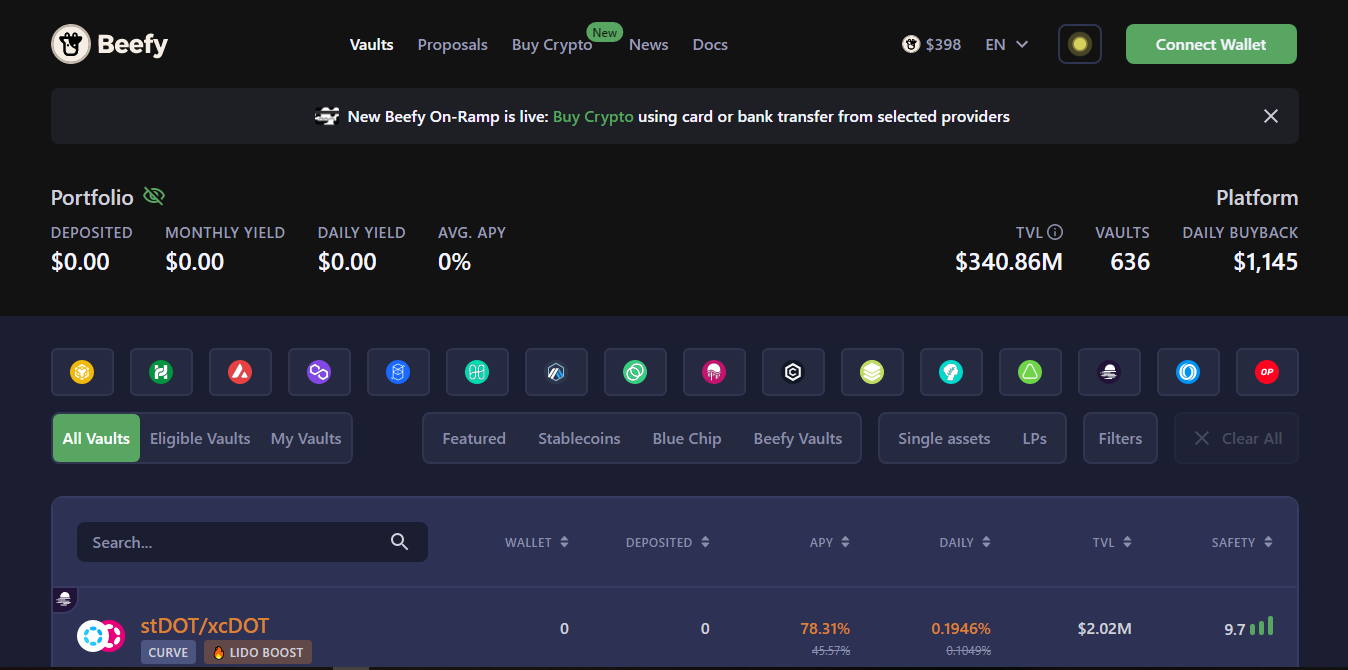 Beefy
Vaults Proposals Buy Crypto New News Docs $398 EN Connect Wallet
New Beefy On-Ramp is live: Buy Crypto using card or bank transfer from selected providers
Portfolio Platform
DEPOSITED MONTHLY YIELD DAILY YIELD AVG. APY TVL VAULTS DAILY BUYBACK
$0.00 $0.00 $0.00 0% $340.86M 636 $1,145
OP
All Vaults Eligible Vaults My Vaults Featured Stablecoins Blue Chip Beefy Vaults Single assets LPs Filters Clear All
Search... WALLET DEPOSITED APY DAILY TVL SAFETY
stDOT/xcDOT 0 0 78.31% 0.1946% $2.02M 9.7
CURVE LIDO BOOST 45.57% 0.1049%